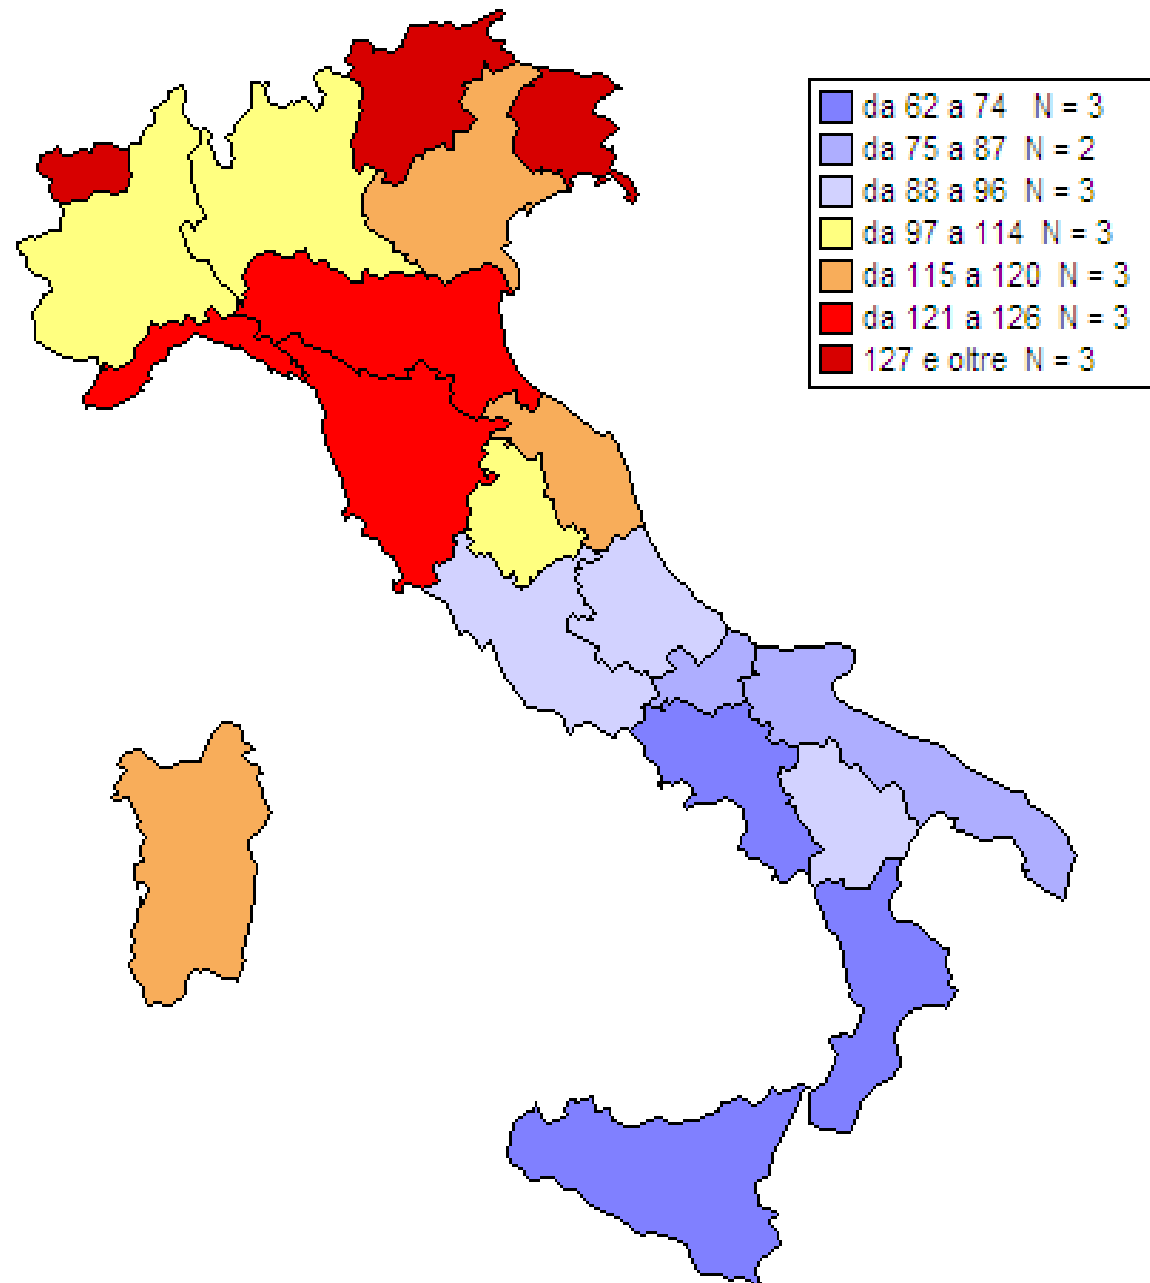 da 62 a 74 N = 3
da 75 a 87 N = 2
da 88 a 96 N = 3
da 97 a 114 N = 3
da 115 a 120 N = 3
da 121 a 126 N = 3
127 e oltre N = 3